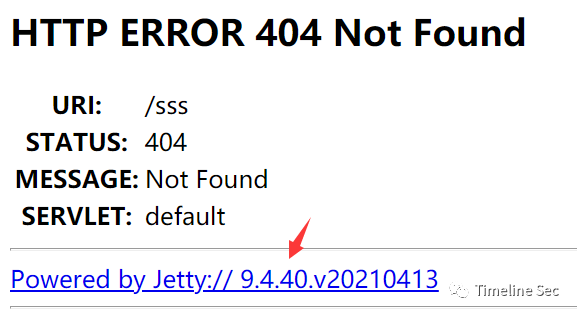 HTTP ERROR 404 Not Found
URI: /sss
STATUS: 404
MESSAGE: Not Found
SERVLET: default
Powered by Jetty:// 9.4.40.v20210413
Timeline Sec